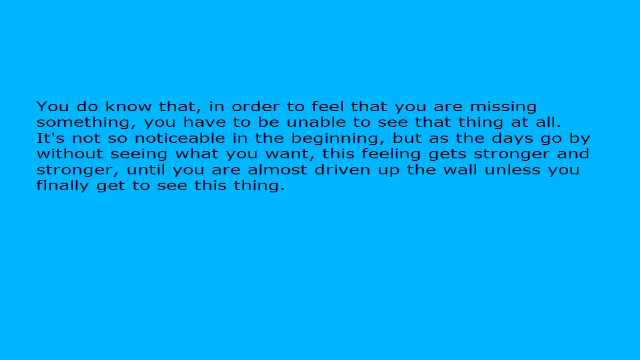 You do know that, in order to feel that you are missing
something, you have to be unable to see that thing at all.
It's not so noticeable in the beginning, but as the days go by
without seeing what you want, this feeling gets stronger and
stronger, until you are almost driven up the wall unless you
finally get to see this thing.